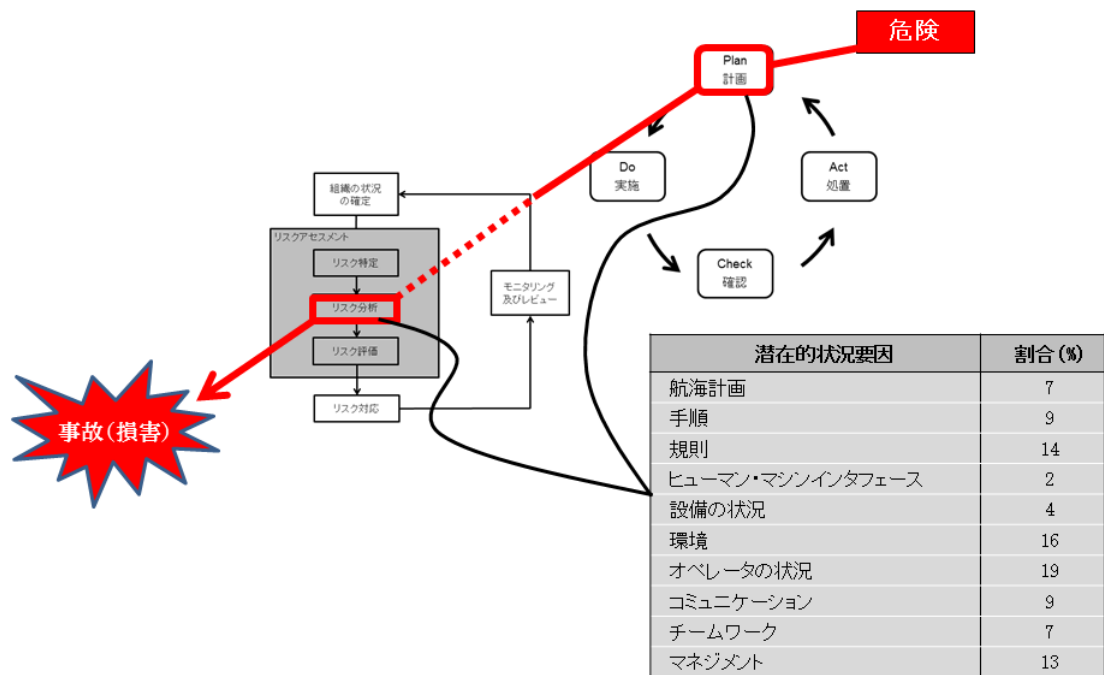 危険
Plan
計画
Do
実施
Act
処置
Check
確認
組織の状況
の確定
リスクアセスメント
リスク特定
リスク分析
リスク評価
リスク対応
モニタリング
及びレビュー
事故(損害)
潜在的状況要因 割合(%)
航海計画 7
手順 9
規則 14
ヒューマン・マシンインタフェース 2
設備の状況 4
環境 16
オペレータの状況 19
コミュニケーション 9
チームワーク 7
マネジメント 13